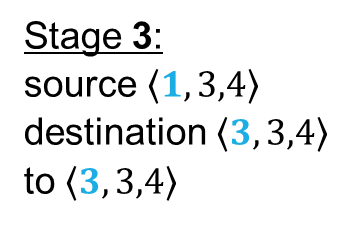 Stage 3:
source ⟨1,3,4⟩
destination ⟨3,3,4⟩
to ⟨3,3,4⟩